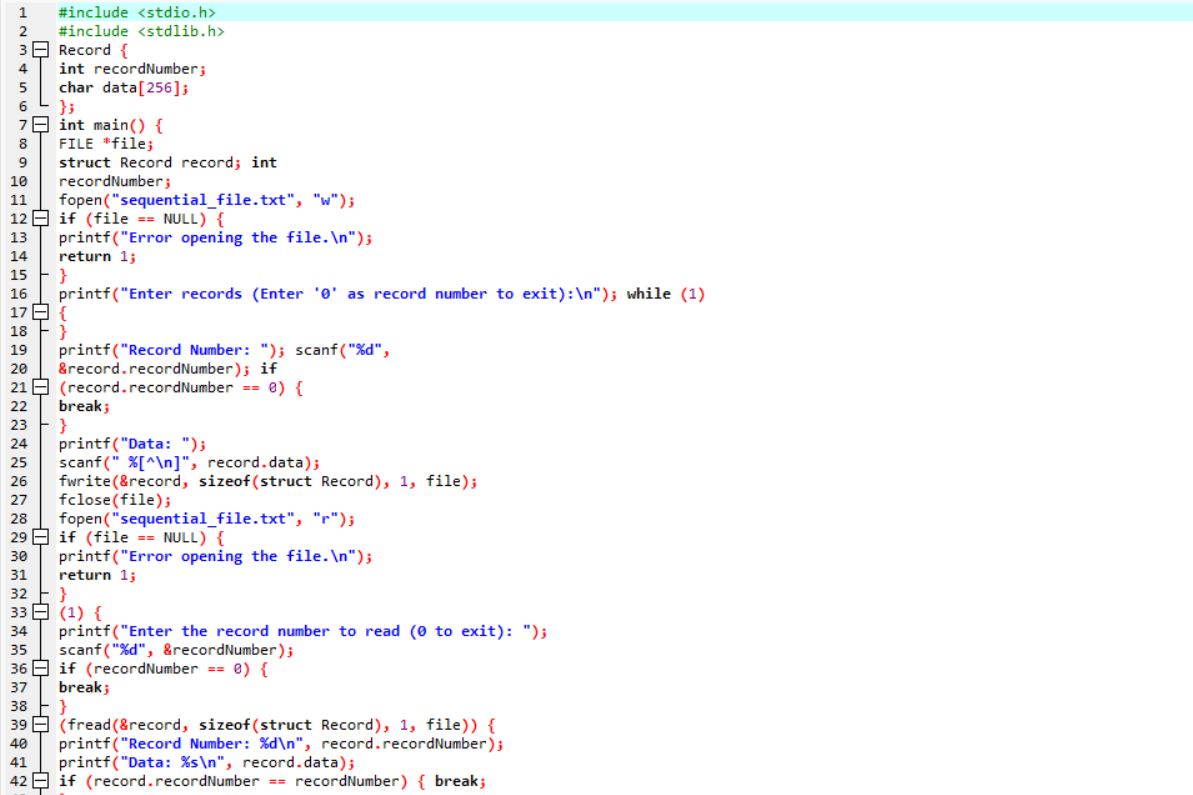 1 #include <stdio.h>
2 #include <stdlib.h>
3 Record {
4 int recordNumber;
5 char data[256];
6 };
7 int main() {
8 FILE *file;
9 struct Record record; int
10 recordNumber;
11 fopen("sequential_file.txt", "w");
12 if (file == NULL) {
13 printf("Error opening the file.\n");
14 return 1;
15 }
16 printf("Enter records (Enter '0' as record number to exit):\n"); while (1)
17 {
18 }
19 printf("Record Number: "); scanf("%d",
20 &record.recordNumber); if
21 (record.recordNumber == 0) {
22 break;
23 }
24 printf("Data: ");
25 scanf(" %[^\n]", record.data);
26 fwrite(&record, sizeof(struct Record), 1, file);
27 fclose(file);
28 fopen("sequential_file.txt", "r");
29 if (file == NULL) {
30 printf("Error opening the file.\n");
31 return 1;
32 }
33 (1) {
34 printf("Enter the record number to read (0 to exit): ");
35 scanf("%d", &recordNumber);
36 if (recordNumber == 0) {
37 break;
38 }
39 (fread(&record, sizeof(struct Record), 1, file)) {
40 printf("Record Number: %d\n", record.recordNumber);
41 printf("Data: %s\n", record.data);
42 if (record.recordNumber == recordNumber) { break;